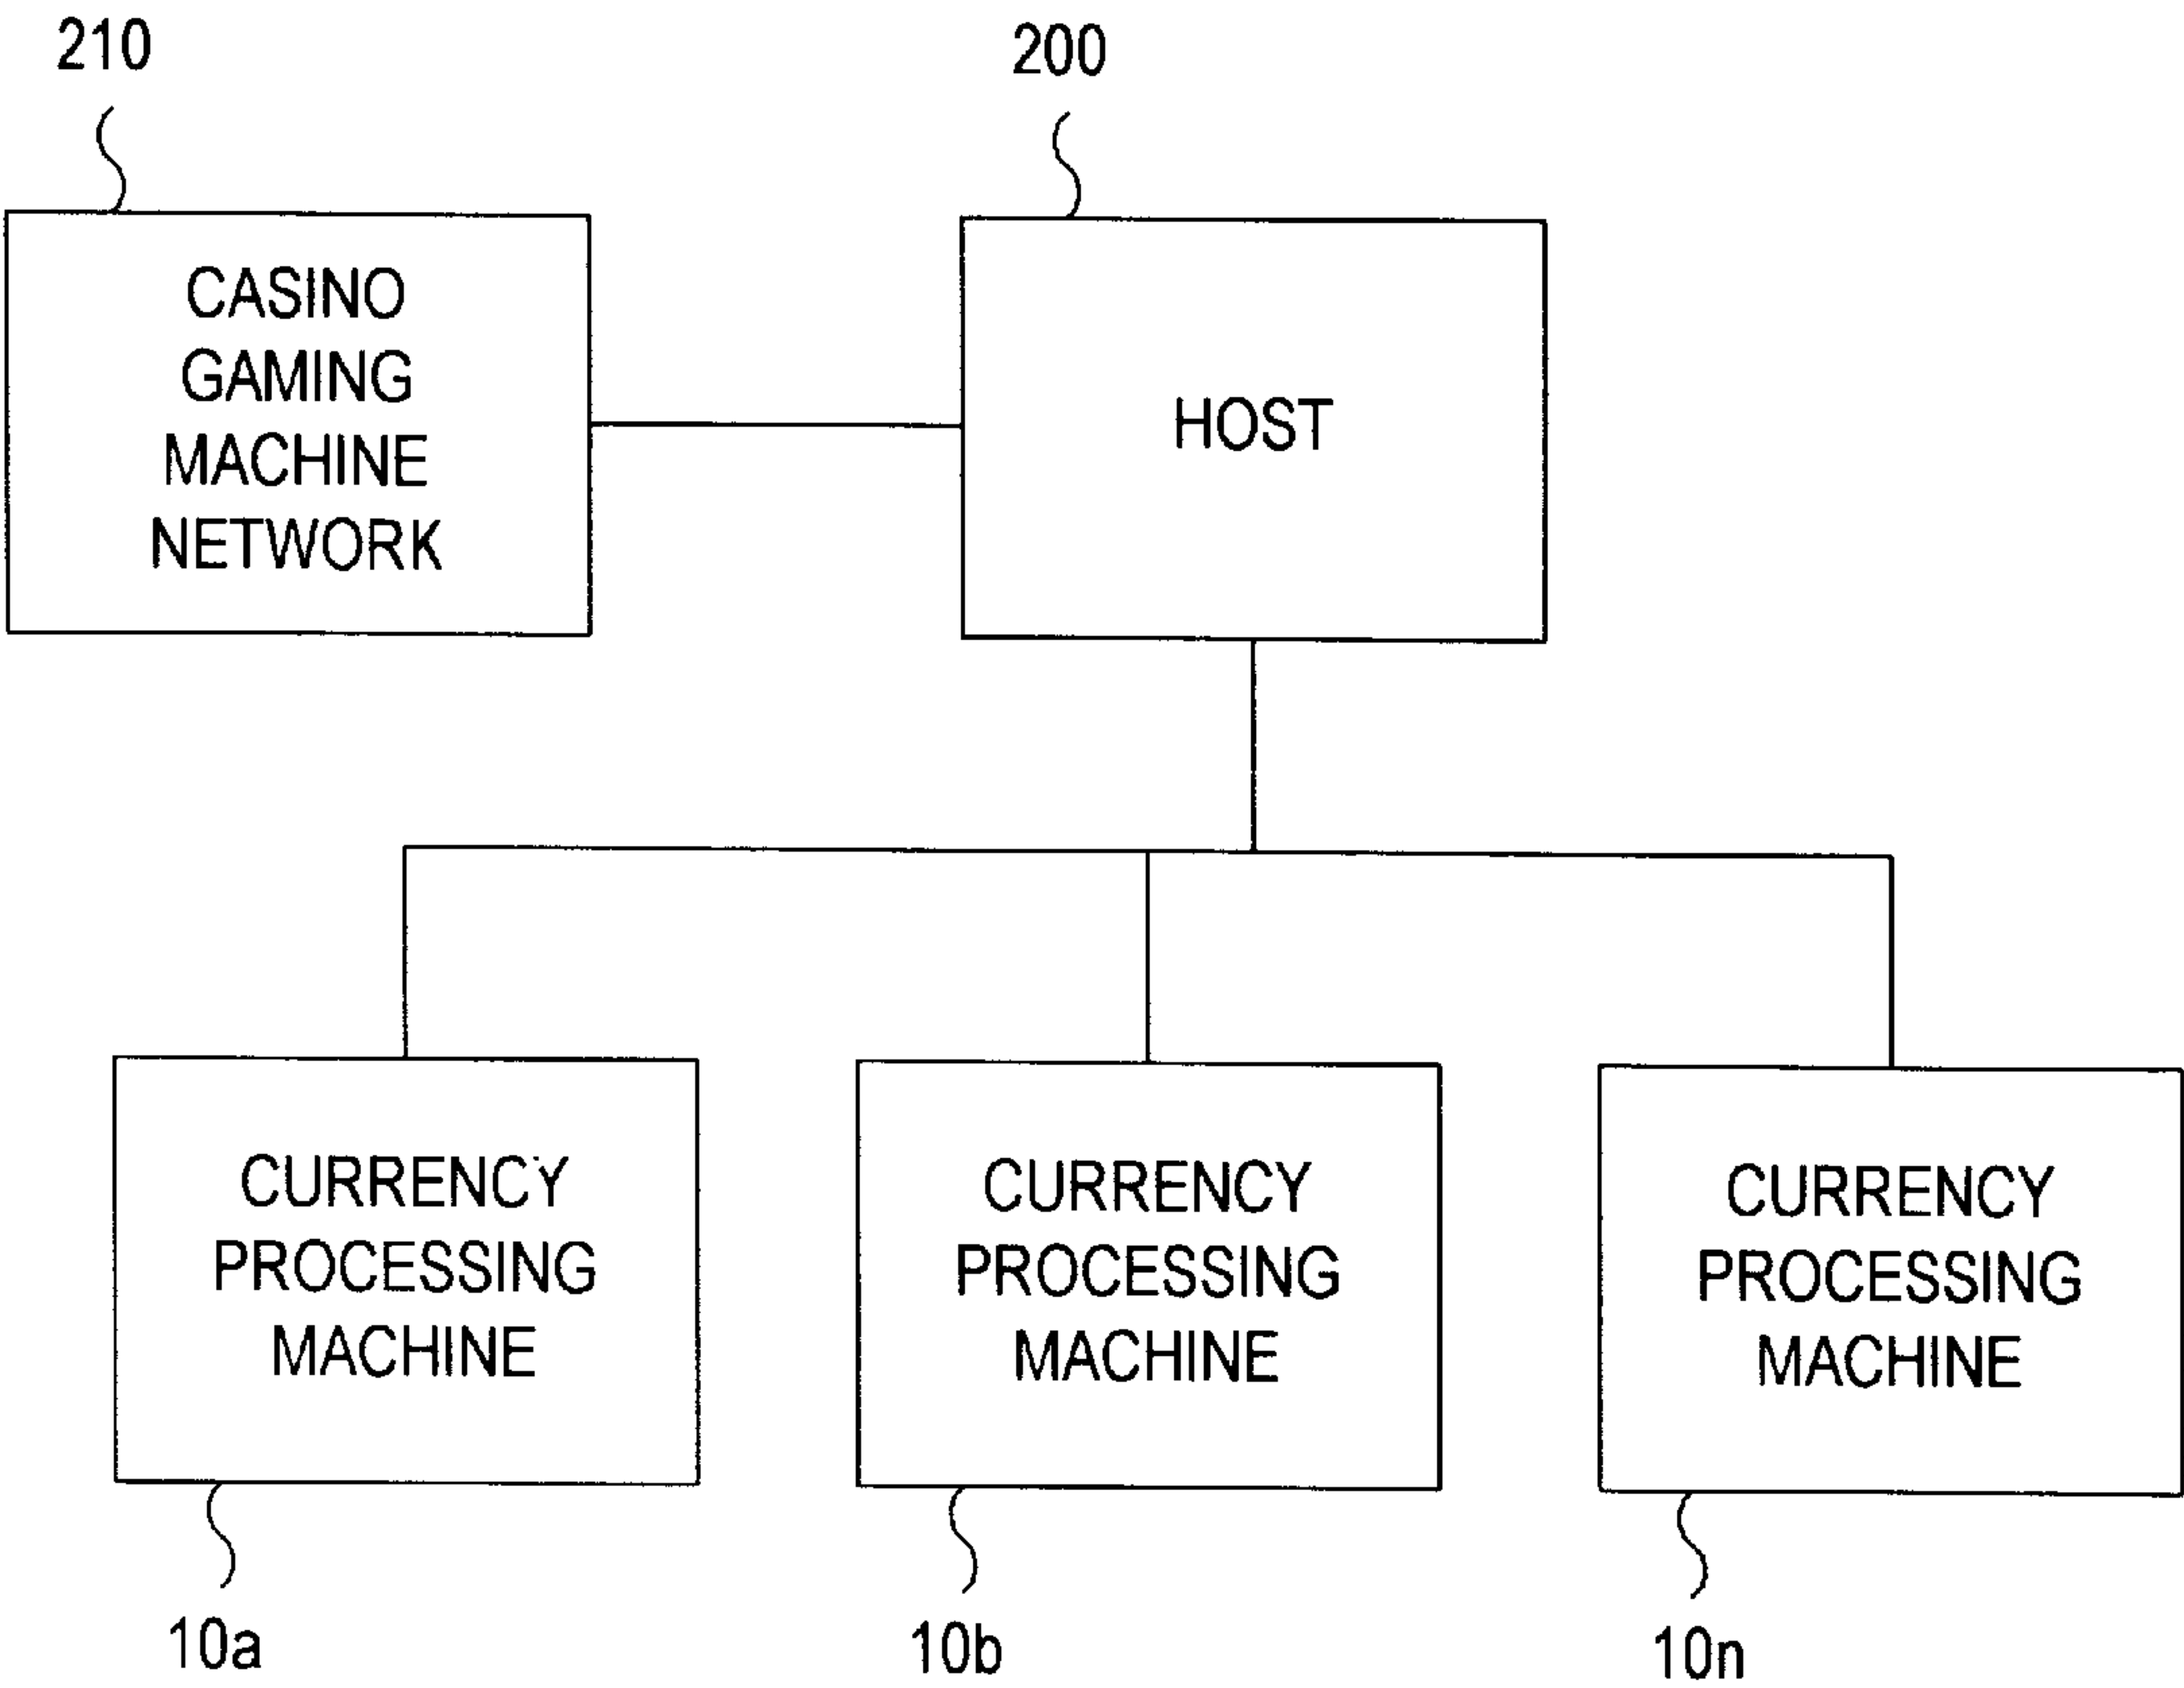 210
200
CASINO
GAMING
MACHINE
NETWORK
HOST
CURRENCY
PROCESSING
MACHINE
CURRENCY
PROCESSING
MACHINE
CURRENCY
PROCESSING
MACHINE
10a
10b
10n